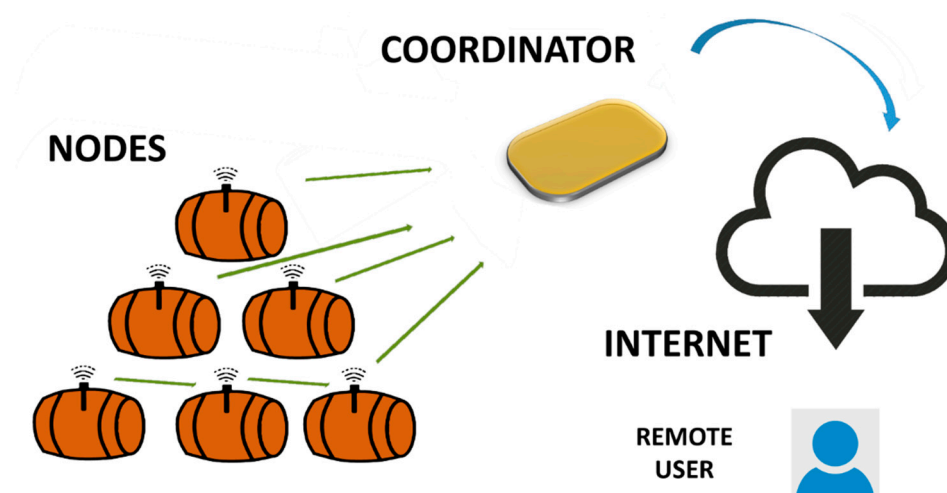 COORDINATOR
NODES
INTERNET
REMOTE
USER